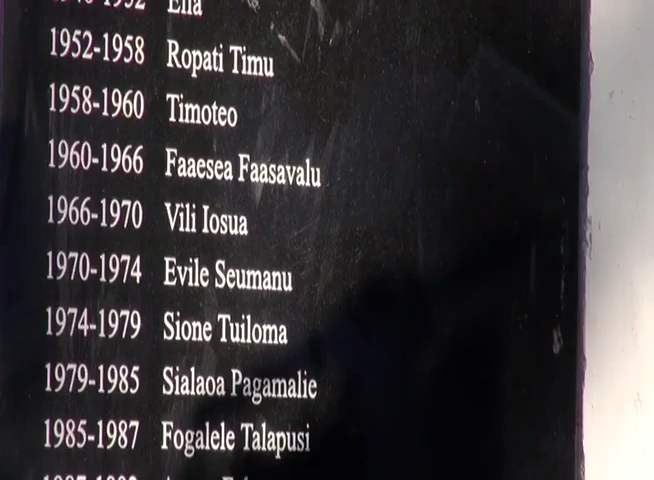 1952-1958 Ropati Timu
1958-1960 Timoteo
1960-1966 Faaesea Faasavalu
1966-1970 Vili Iosua
1970-1974 Evile Seumanu
1974-1979 Sione Tuiloma
1979-1985 Sialaoa Pagamalie
1985-1987 Fogalele Talapusi